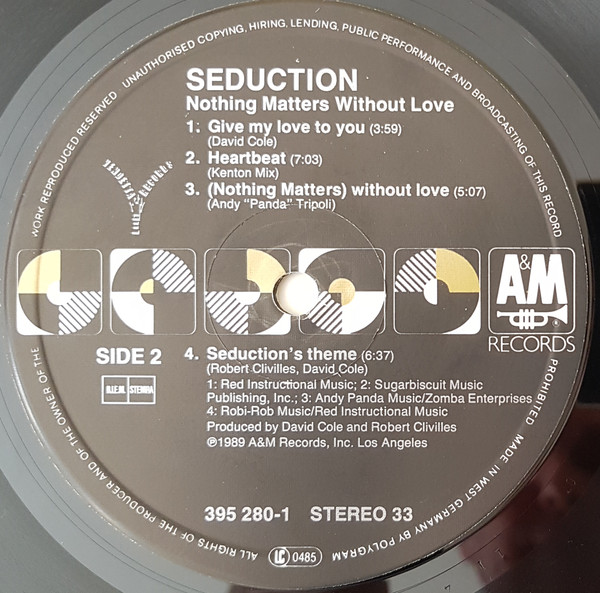 SEDUCTION
Nothing Matters Without Love
1. Give my love to you (3:59)
(David Cole)
2. Heartbeat (7:03)
(Kenton Mix)
3. (Nothing Matters) without love (5:07)
(Andy "Panda" Tripoli)
A&M
RECORDS
SIDE 2
B.I.E.M. STEMRA
4. Seduction's theme (6:37)
(Robert Clivilles, David Cole)
1: Red Instructional Music; 2: Sugarbiscuit Music
Publishing, Inc.; 3: Andy Panda Music/Zomba Enterprises
4: Robi-Rob Music/Red Instructional Music
Produced by David Cole and Robert Clivilles
℗1989 A&M Records, Inc. Los Angeles
395 280-1 STEREO 33
LC 0485
ALL RIGHTS OF THE PRODUCER AND OF THE OWNER OF THE WORK REPRODUCED RESERVED UNAUTHORISED COPYING, HIRING, LENDING, PUBLIC PERFORMANCE AND BROADCASTING OF THIS RECORD PROHIBITED MADE IN WEST GERMANY BY POLYGRAM